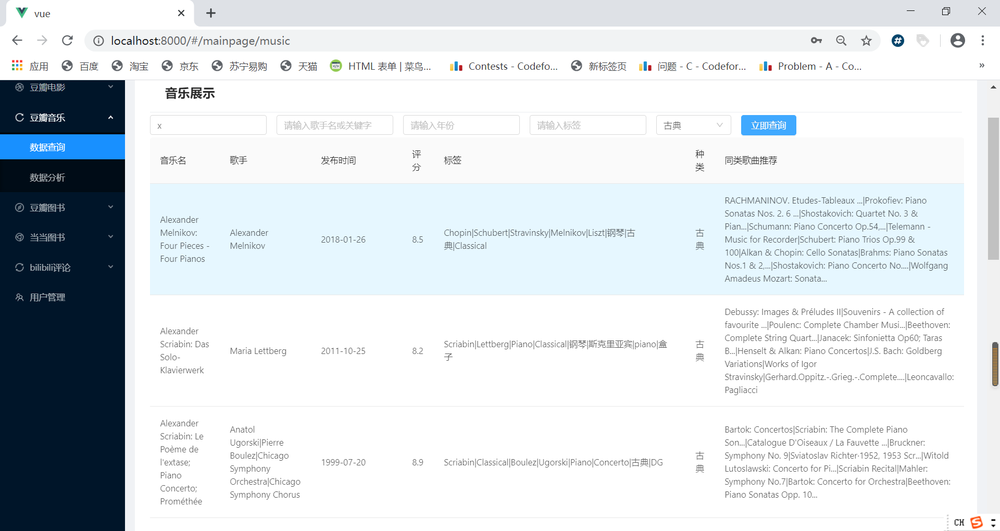 vue
localhost:8000/#/mainpage/music
应用 百度 淘宝 京东 苏宁易购 天猫 HTML 表单 | 菜鸟... Contests - Codefo... 新标签页 问题 - C - Codefor... Problem - A - Co... »
豆瓣电影
豆瓣音乐
数据查询
数据分析
豆瓣图书
当当图书
bilibili评论
用户管理
音乐展示
x 请输入歌手名或关键字 请输入年份 请输入标签 古典 立即查询
音乐名 歌手 发布时间 评分 标签 种类 同类歌曲推荐
Alexander
Melnikov:
Four Pieces -
Four Pianos
Alexander
Melnikov
2018-01-26
8.5
Chopin|Schubert|Stravinsky|Melnikov|Liszt|钢琴|古
典|Classical
古
典
RACHMANINOV. Etudes-Tableaux ...|Prokofiev: Piano
Sonatas Nos. 2. 6 ...|Shostakovich: Quartet No. 3 &
Pian...|Schumann: Piano Concerto Op.54,...|Telemann -
Music for Recorder|Schubert: Piano Trios Op.99 &
100|Alkan & Chopin: Cello Sonatas|Brahms: Piano Sonatas
Nos.1 & 2,...|Shostakovich: Piano Concerto No....|Wolfgang
Amadeus Mozart: Sonata...
Alexander
Scriabin: Das
Solo-
Klavierwerk
Maria Lettberg
2011-10-25
8.2
Scriabin|Lettberg|Piano|Classical|钢琴|斯克里亚宾|piano|盒
子
古
典
Debussy: Images & Préludes II|Souvenirs - A collection of
favourite ...|Poulenc: Complete Chamber Musi...|Beethoven:
Complete String Quart...|Janacek: Sinfonietta Op60; Taras
B...|Henselt & Alkan: Piano Concertos|J.S. Bach: Goldberg
Variations|Works of Igor
Stravinsky|Gerhard.Oppitz.-.Grieg.-.Complete....|Leoncavallo:
Pagliacci
Alexander
Scriabin: Le
Poème de
l'extase;
Piano
Concerto;
Prométhée
Anatol
Ugorski|Pierre
Boulez|Chicago
Symphony
Orchestra|Chicago
Symphony Chorus
1999-07-20
8.9
Scriabin|Classical|Boulez|Ugorski|Piano|Concerto|古典|DG
古
典
Bartok: Concertos|Scriabin: The Complete Piano
Son...|Catalogue D'Oiseaux / La Fauvette ...|Bruckner:
Symphony No. 9|Sviatoslav Richter·1952, 1953 Scr...|Witold
Lutoslawski: Concerto for Pi...|Scriabin Recital|Mahler:
Symphony No.7|Bartok: Concerto for Orchestra|Beethoven:
Piano Sonatas Opp. 10...
CH